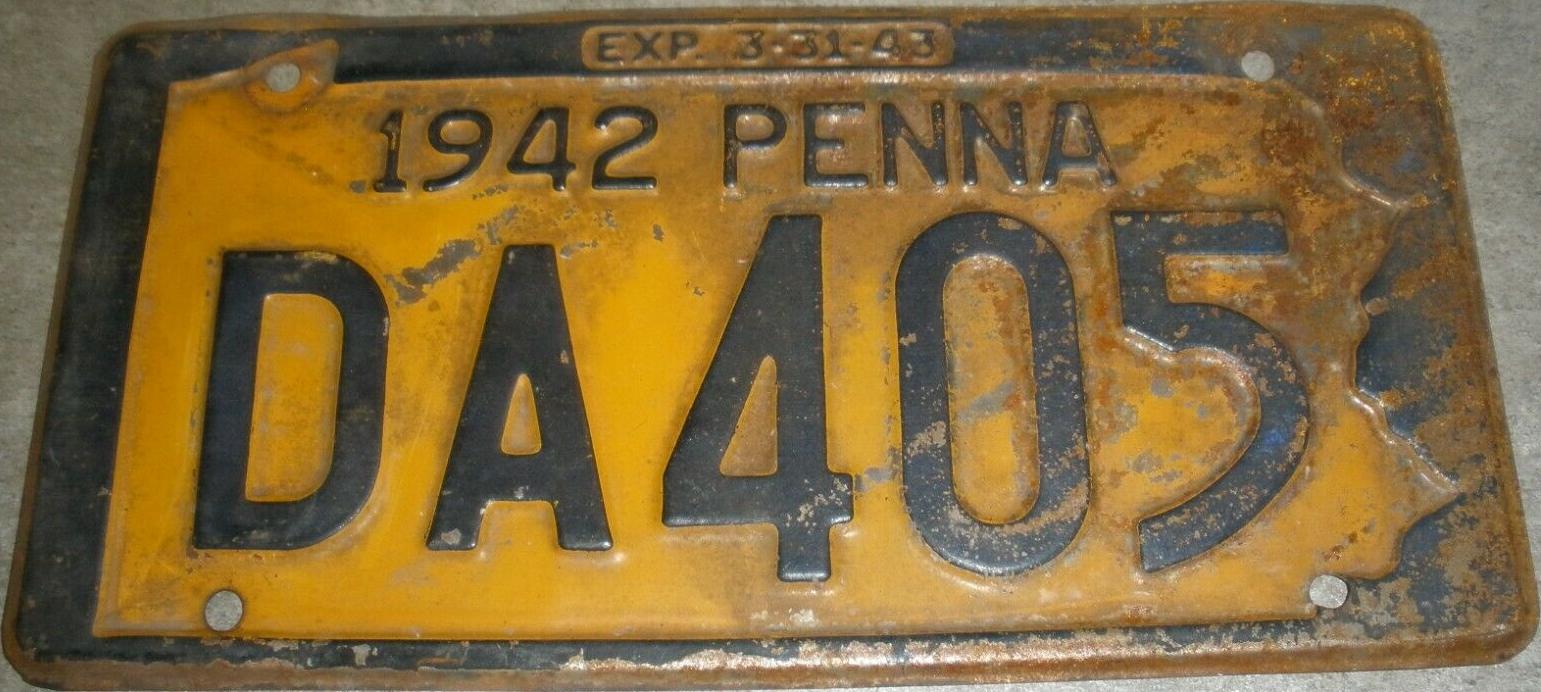 EXP. 3-31-43
1942 PENNA
DA405